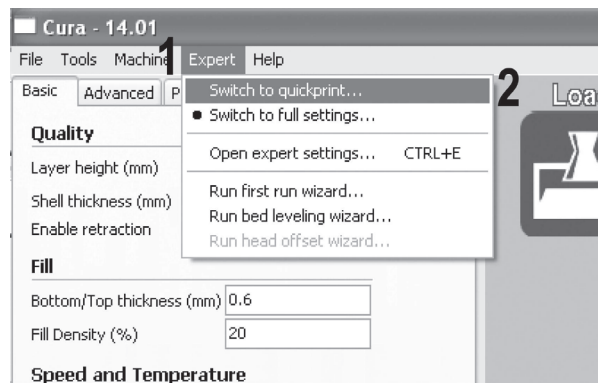 Cura - 14.01
File Tools Machine Expert Help
1
2
Basic Advanced P
Switch to quickprint...
Switch to full settings...
Open expert settings... CTRL+E
Run first run wizard...
Run bed leveling wizard...
Run head offset wizard...
Quality
Layer height (mm)
Shell thickness (mm)
Enable retraction
Fill
Bottom/Top thickness (mm) 0.6
Fill Density (%) 20
Speed and Temperature
Loa